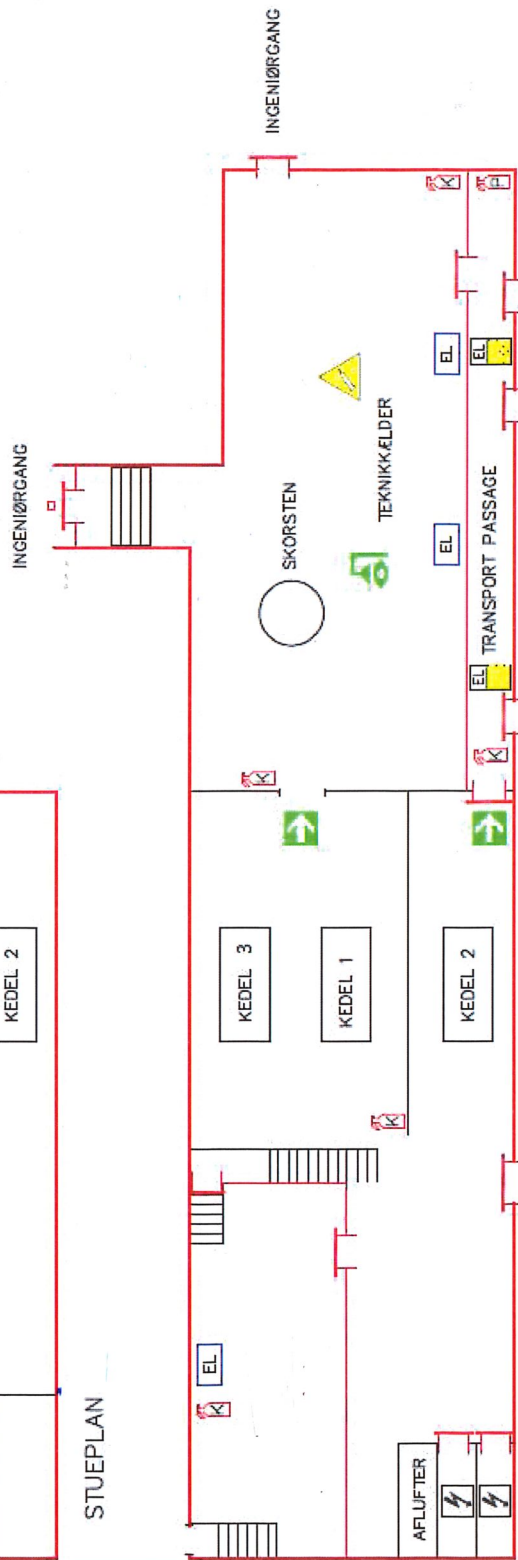 KEDEL 2
STUEPLAN
INGENIØRGANG
INGENIØRGANG
SKORSTEN
TEKNIKKÆLDER
KEDEL 3
KEDEL 1
KEDEL 2
EL
EL
EL
EL
EL
TRANSPORT PASSAGE
AFLUFTER
K
K
K
K
K
P